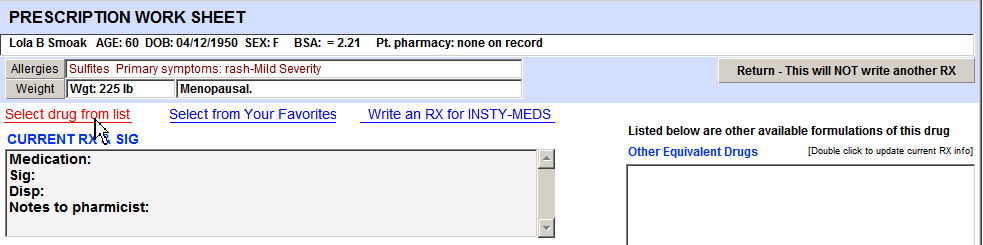 PRESCRIPTION WORK SHEET
Lola B Smoak AGE: 60 DOB: 04/12/1950 SEX: F BSA: = 2.21 Pt. pharmacy: none on record
Allergies Sulfites Primary symptoms: rash-Mild Severity
Return - This will NOT write another RX
Weight Wgt: 225 lb Menopausal.
Select drug from list Select from Your Favorites Write an RX for INSTY-MEDS
Listed below are other available formulations of this drug
CURRENT RX & SIG
Other Equivalent Drugs [Double click to update current RX info]
Medication:
Sig:
Disp:
Notes to pharmicist: